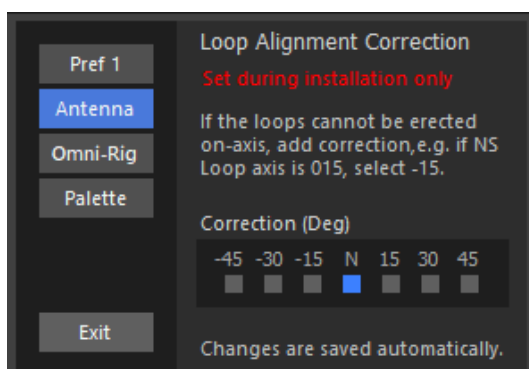 Pref 1
Antenna
Omni-Rig
Palette
Exit
Loop Alignment Correction
Set during installation only
If the loops cannot be erected
on-axis, add correction,e.g. if NS
Loop axis is 015, select -15.
Correction (Deg)
-45 -30 -15 N 15 30 45
Changes are saved automatically.